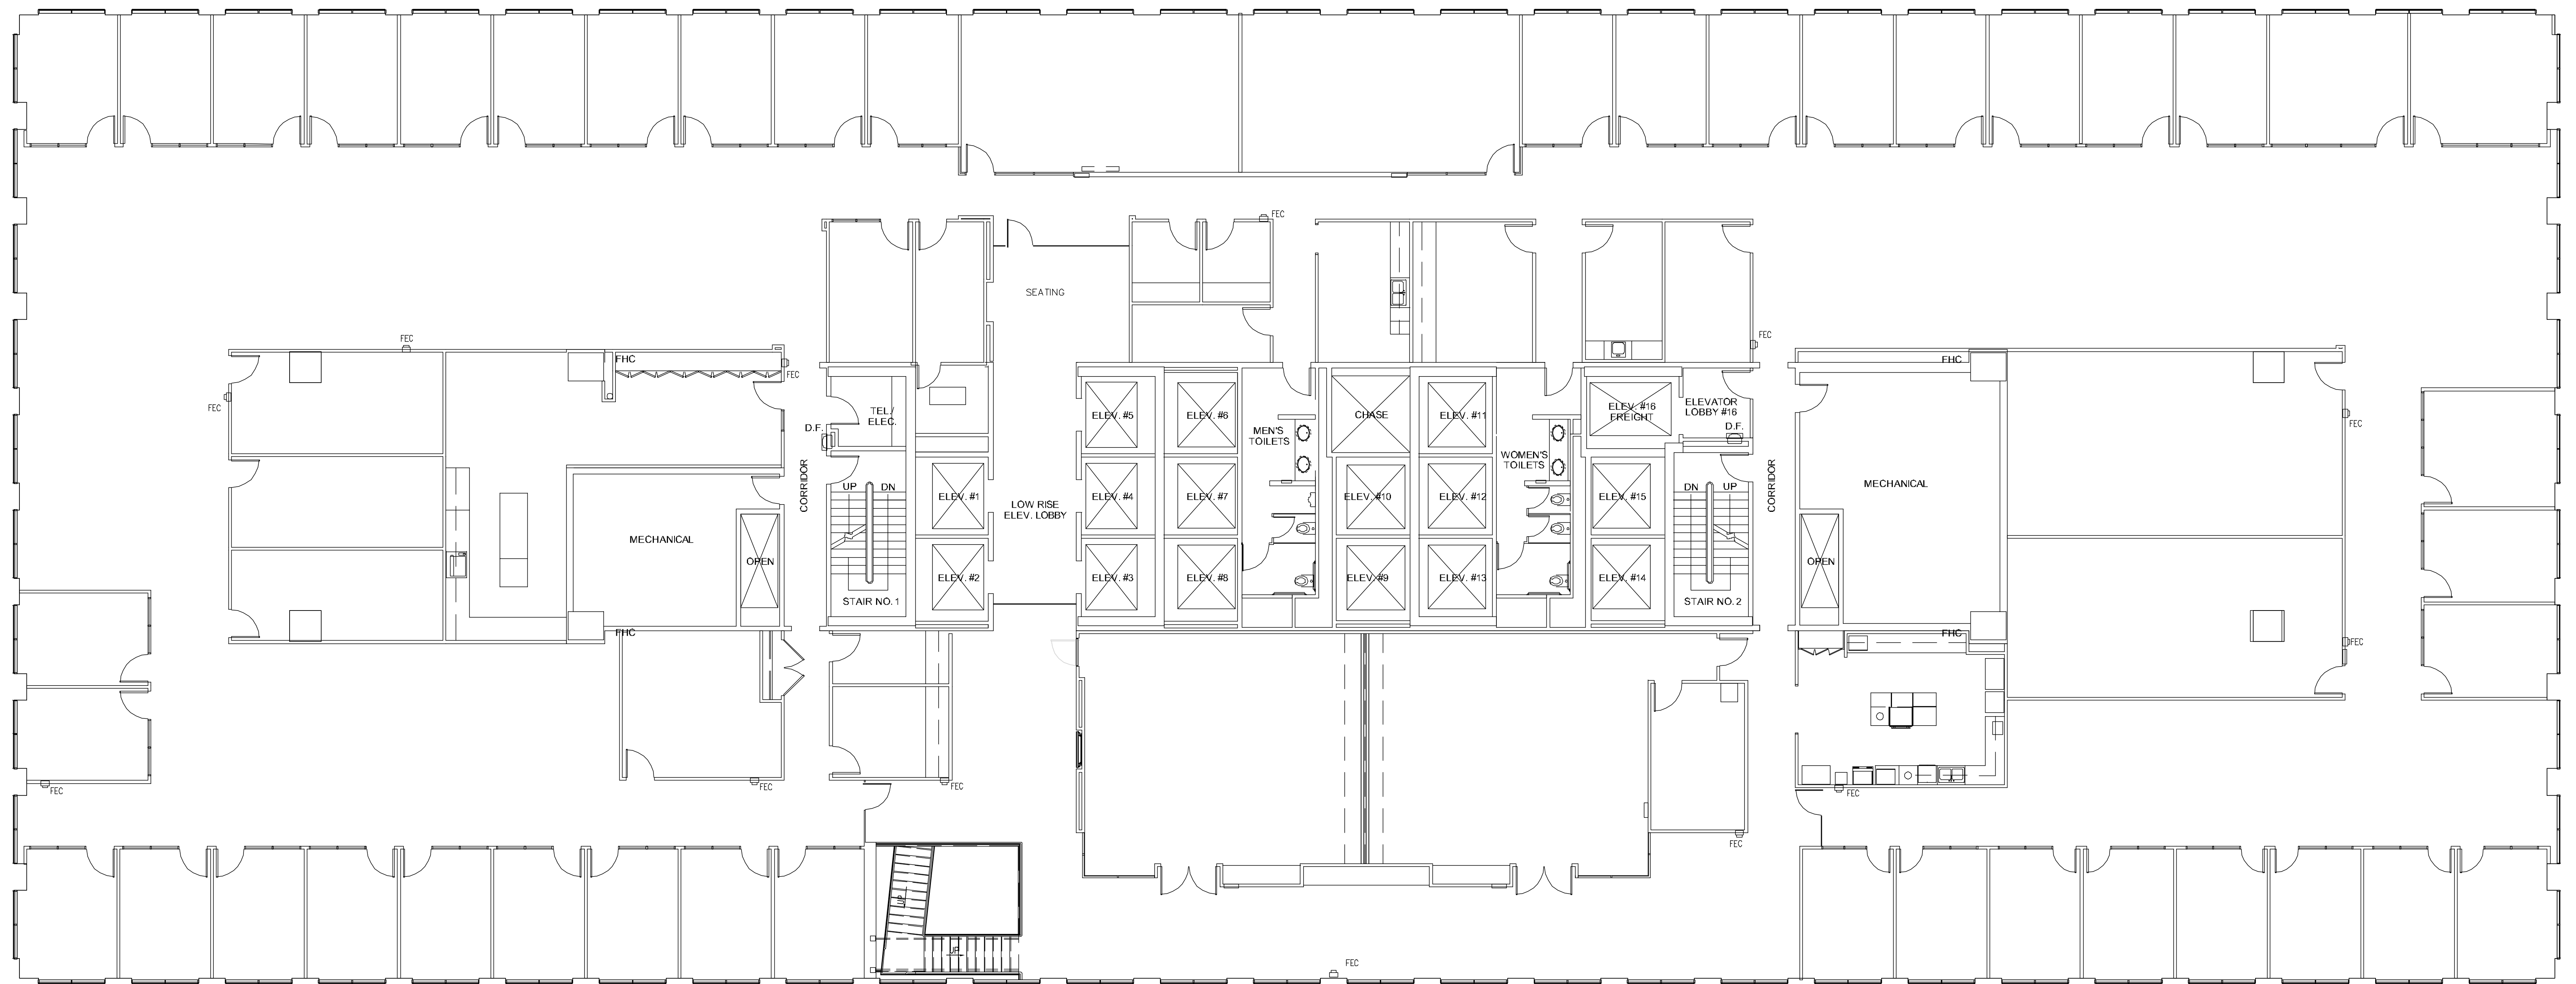 FEC
SEATING
FEC
FEC
FHC
FEC
FEC
FHC
FEC
FEC
TEL./
ELEC.
D.F.
ELEV. #5
ELEV. #6
MEN'S
TOILETS
CHASE
ELEV. #11
WOMEN'S
TOILETS
ELEV. #16
FREIGHT
ELEVATOR
LOBBY #16
D.F.
CORRIDOR
UP
DN
ELEV. #1
LOW RISE
ELEV. LOBBY
ELEV. #4
ELEV. #7
ELEV. #10
ELEV. #12
ELEV. #15
DN
UP
CORRIDOR
MECHANICAL
MECHANICAL
OPEN
OPEN
ELEV. #2
ELEV. #3
ELEV. #8
ELEV. #9
ELEV. #13
ELEV. #14
STAIR NO. 1
STAIR NO. 2
FHC
FHC
FEC
FEC
FEC
FEC
FEC
FEC
UP
UP
FEC